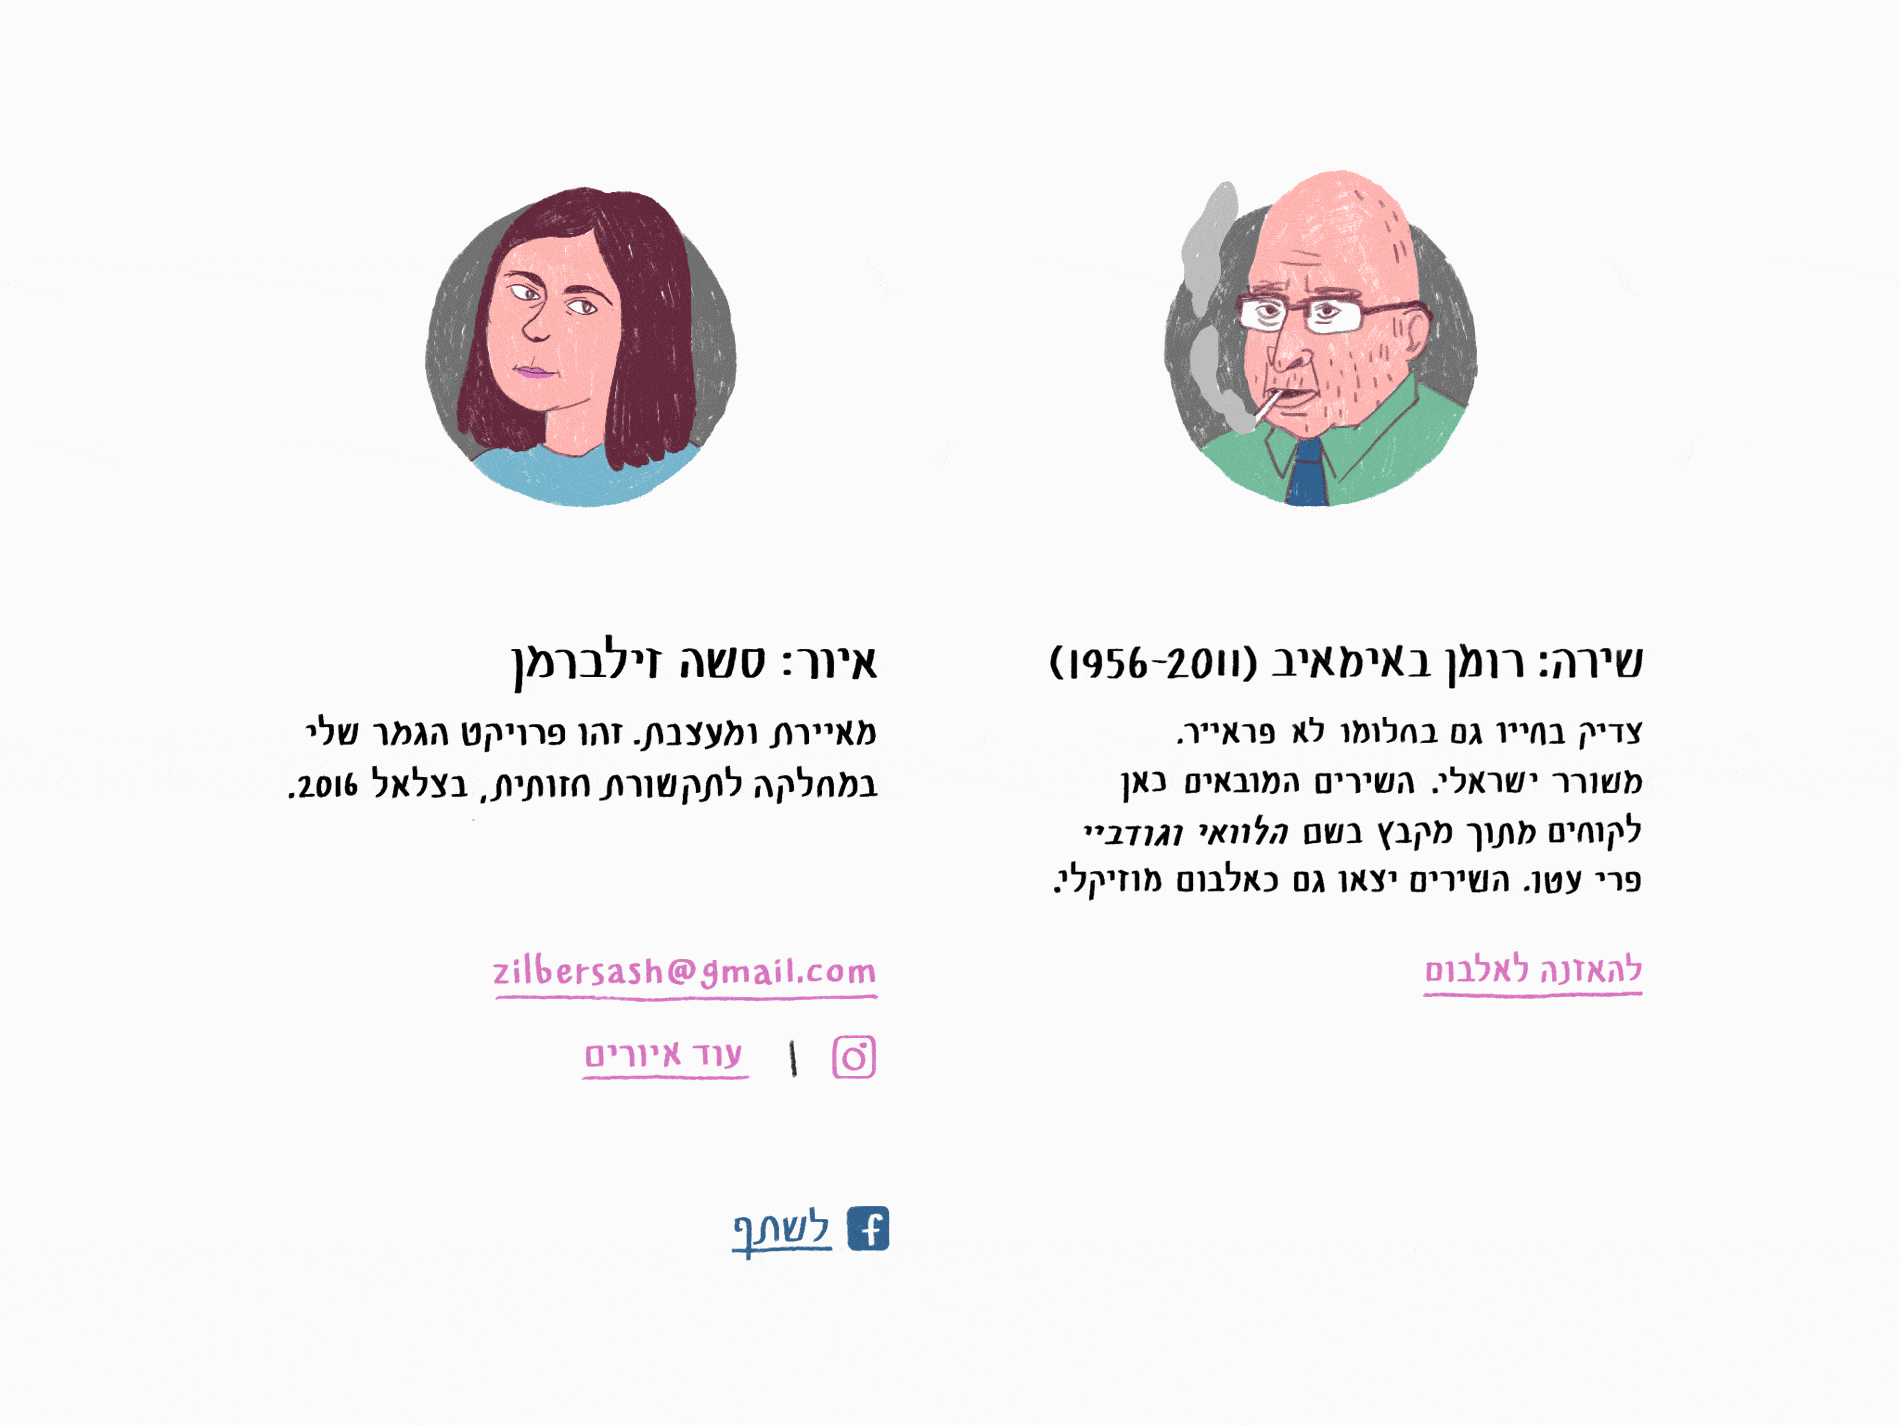 שירה: רומן באימאיב (1956-2011)
צדיק בחייו גם בחלומו לא פראייר.
משורר ישראלי. השירים המובאים כאן
לקוחים מתוך מקבץ בשם הלוואי וגודביי
פרי עטו. השירים יצאו גם כאלבום מוזיקלי.
להאזנה לאלבום
איור: סשה זילברמן
מאיירת ומעצבת. זהו פרויקט הגמר שלי
במחלקה לתקשורת חזותית, בצלאל 2016.
zilbersash@gmail.com
| עוד איורים
f לשתף